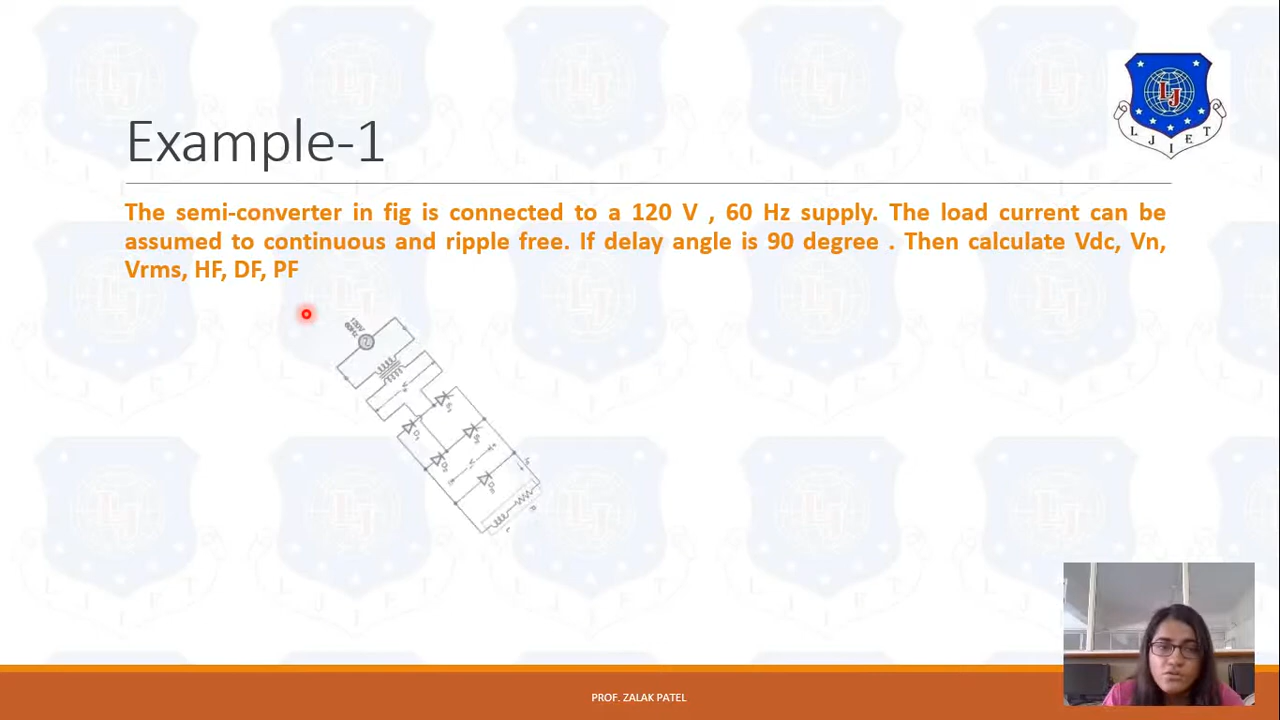 Example-1
The semi-converter in fig is connected to a 120 V , 60 Hz supply. The load current can be
assumed to continuous and ripple free. If delay angle is 90 degree . Then calculate Vdc, Vn,
Vrms, HF, DF, PF
LJ
L J I E T
PROF. ZALAK PATEL